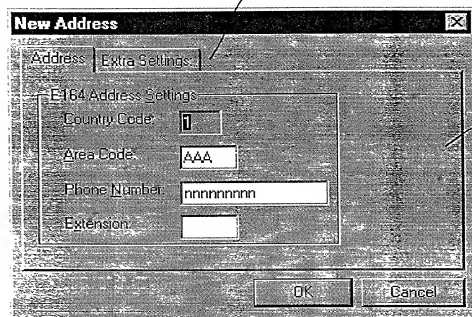 New Address
Address Extra Settings
E164 Address Settings
Country Code: 1
Area Code: AAA
Phone Number: nnnnnnnnn
Extension:
OK Cancel